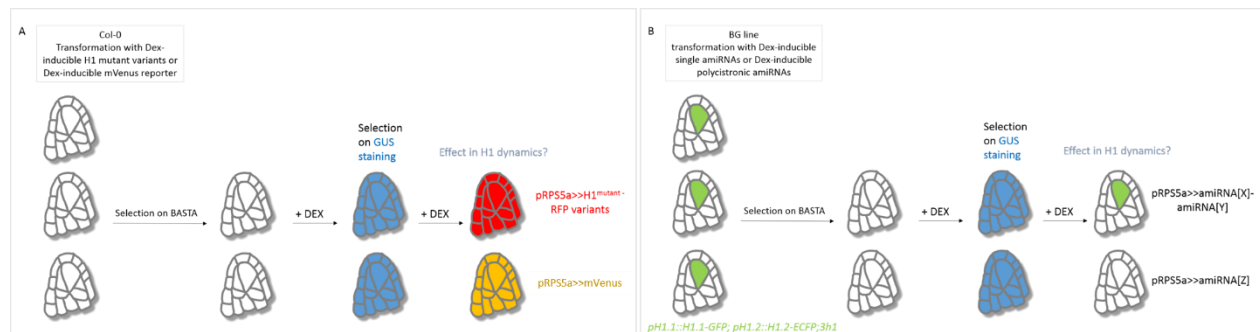 A
Col-0
Transformation with Dex-
inducible H1 mutant variants or
Dex-inducible mVenus reporter
Selection
on GUS
staining
Effect in H1 dynamics?
Selection on BASTA
+ DEX
+ DEX
pRPS5a>>H1mutant -
RFP variants
pRPS5a>>mVenus
B
BG line
transformation with Dex-inducible
single amiRNAs or Dex-inducible
polycistronic amiRNAs
Selection
on GUS
staining
Effect in H1 dynamics?
Selection on BASTA
+ DEX
+ DEX
pRPS5a>>amiRNA[X]-
amiRNA[Y]
pRPS5a>>amiRNA[Z]
pH1.1::H1.1-GFP; pH1.2::H1.2-ECFP;3h1